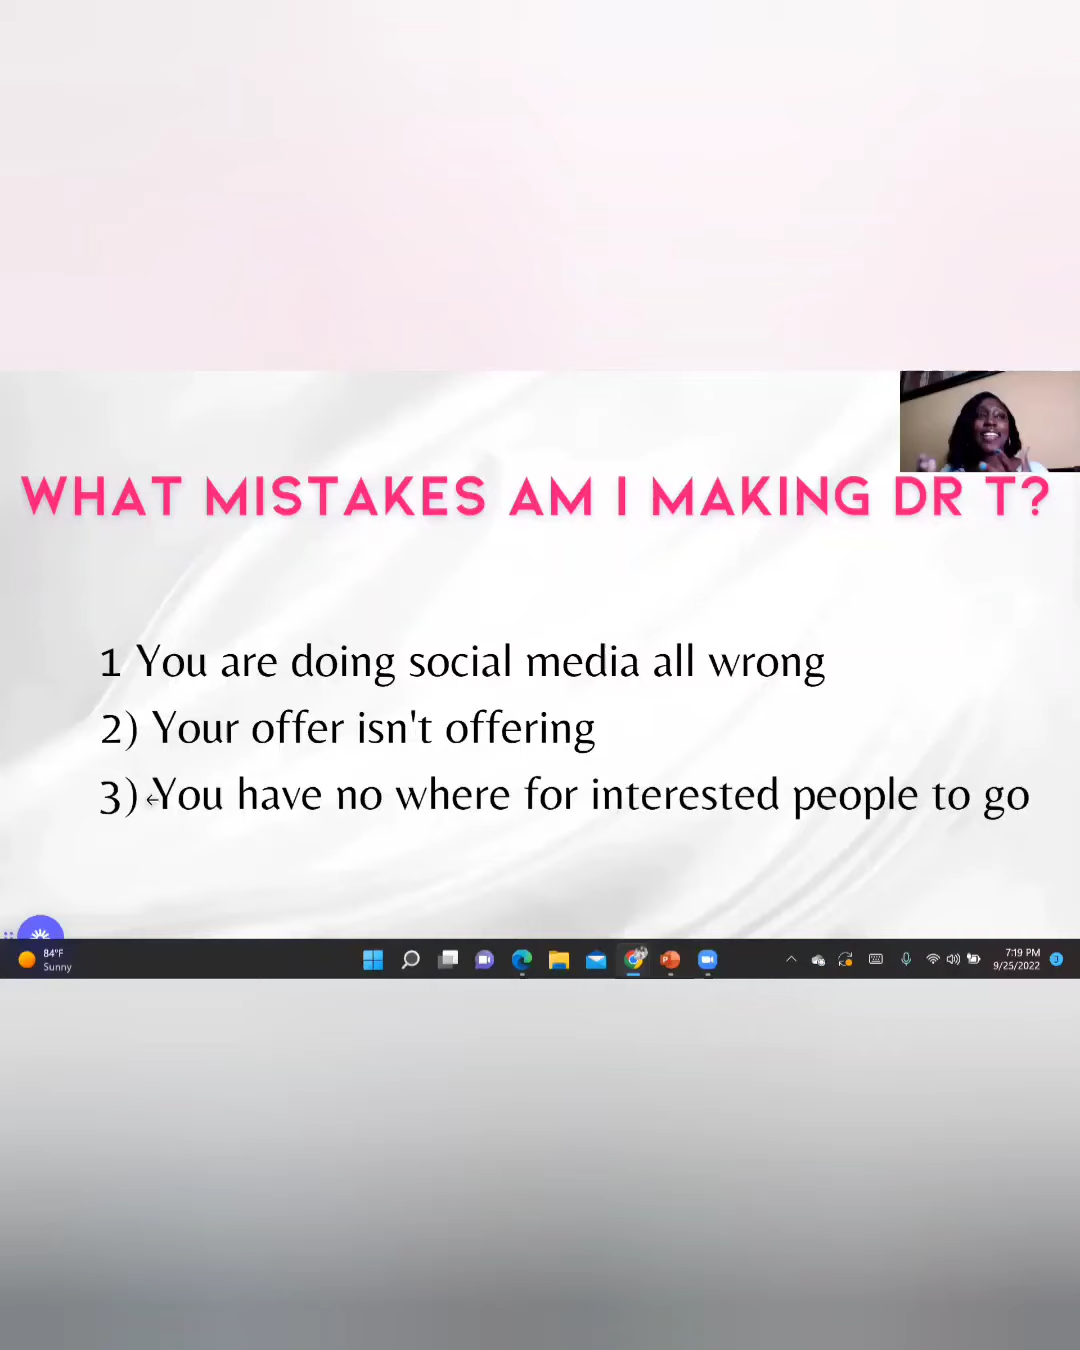 WHAT MISTAKES AM I MAKING DR T?
1 You are doing social media all wrong
2) Your offer isn't offering
3) You have no where for interested people to go
84°F
Sunny
7:19 PM
9/25/2022